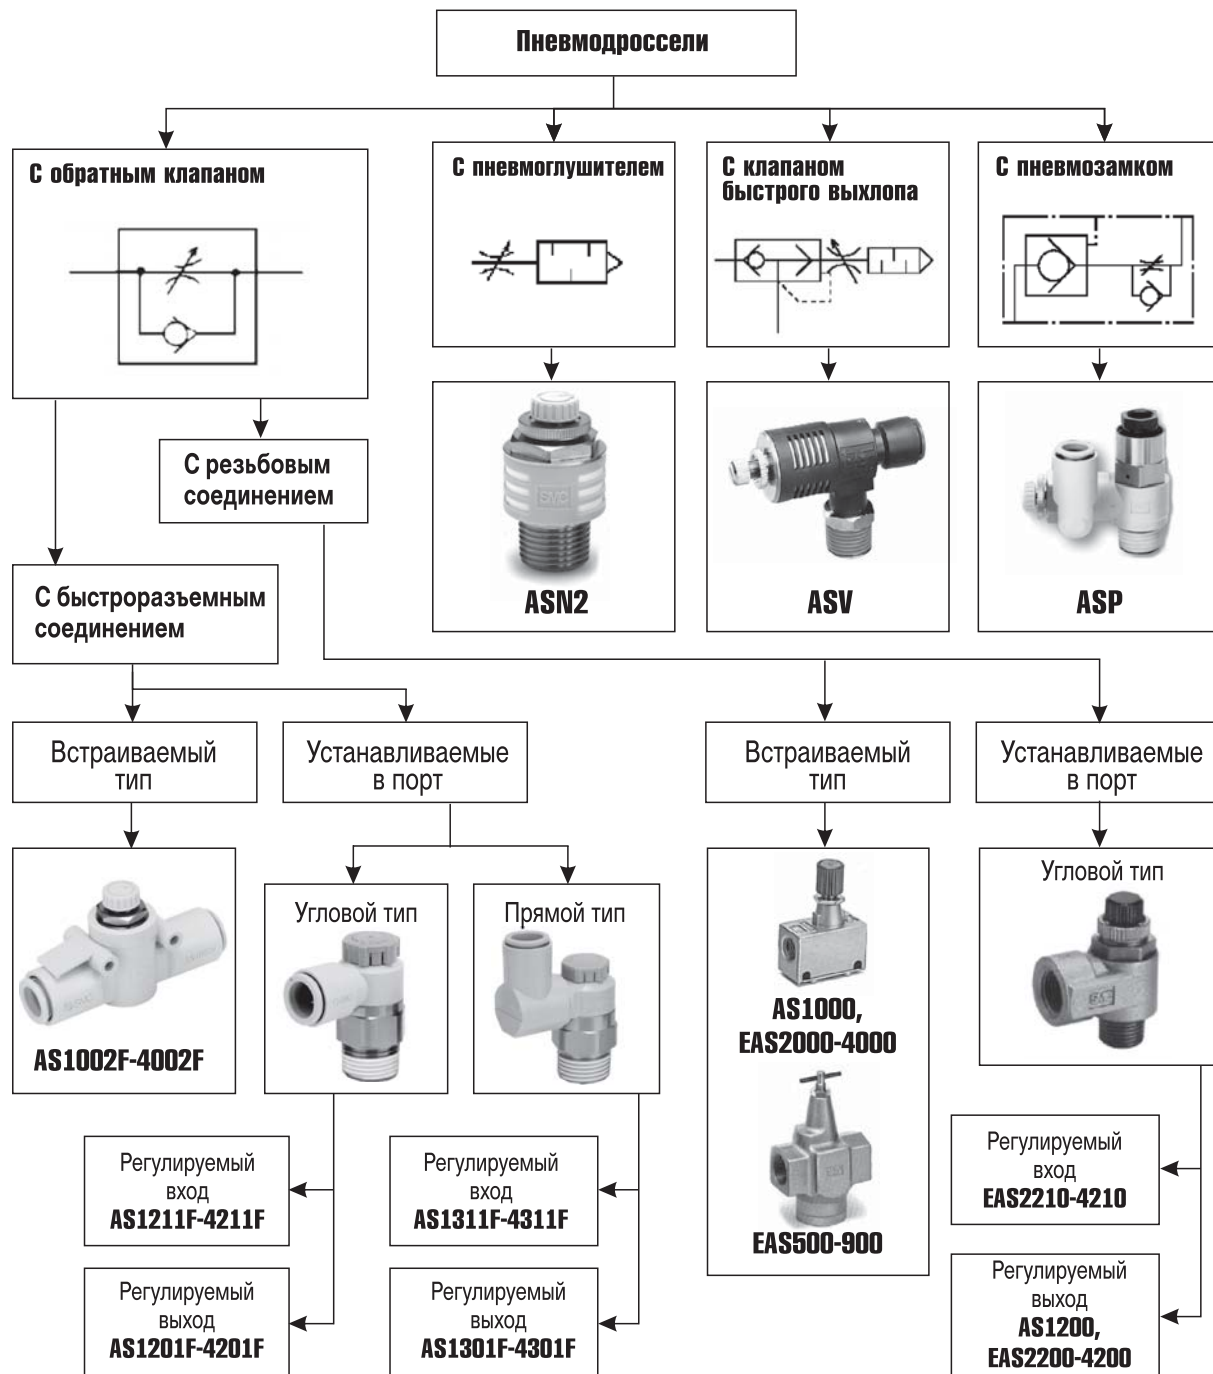 Пневмодроссели
С обратным клапаном
С пневмоглушителем
С клапаном
быстрого выхлопа
С пневмозамком
С резьбовым
соединением
С быстроразъемным
соединением
SMC
ASN2
ASV
ASP
Встраиваемый
тип
Устанавливаемые
в порт
Встраиваемый
тип
Устанавливаемые
в порт
AS1002F-4002F
Угловой тип
Прямой тип
AS1000,
EAS2000-4000
EAS500-900
Угловой тип
Регулируемый
вход
AS1211F-4211F
Регулируемый
выход
AS1201F-4201F
Регулируемый
вход
AS1311F-4311F
Регулируемый
выход
AS1301F-4301F
Регулируемый
вход
EAS2210-4210
Регулируемый
выход
AS1200,
EAS2200-4200